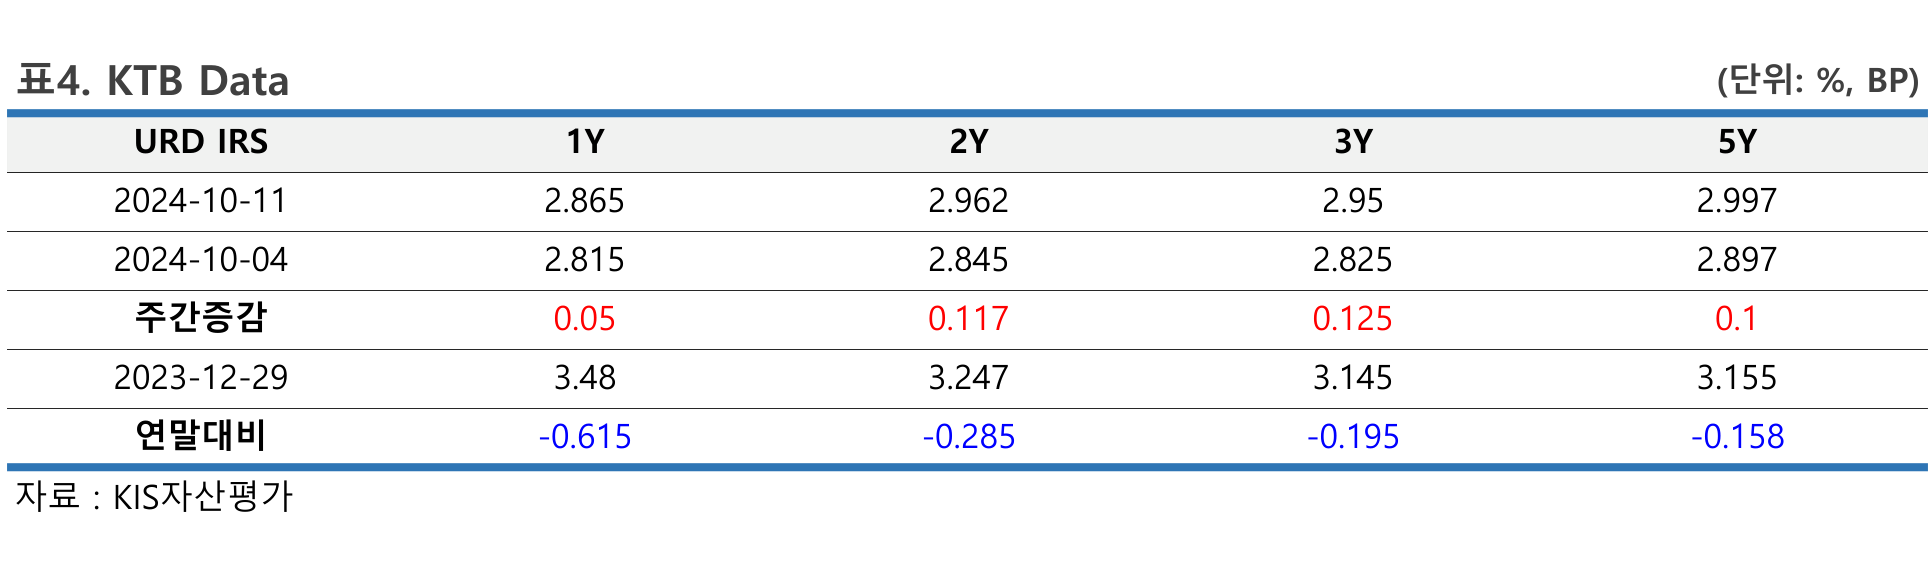 표4. KTB Data (단위: %, BP)
URD IRS 1Y 2Y 3Y 5Y
2024-10-11 2.865 2.962 2.95 2.997
2024-10-04 2.815 2.845 2.825 2.897
주간증감 0.05 0.117 0.125 0.1
2023-12-29 3.48 3.247 3.145 3.155
연말대비 -0.615 -0.285 -0.195 -0.158
자료 : KIS자산평가